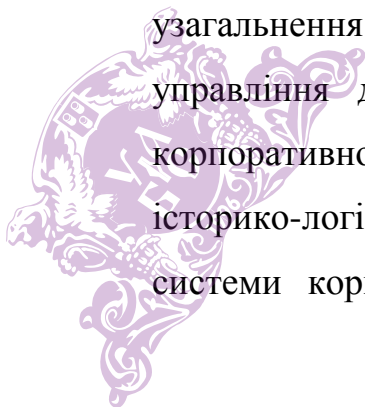 узагальнення
управління д
корпоративно
історико-логі
системи кор